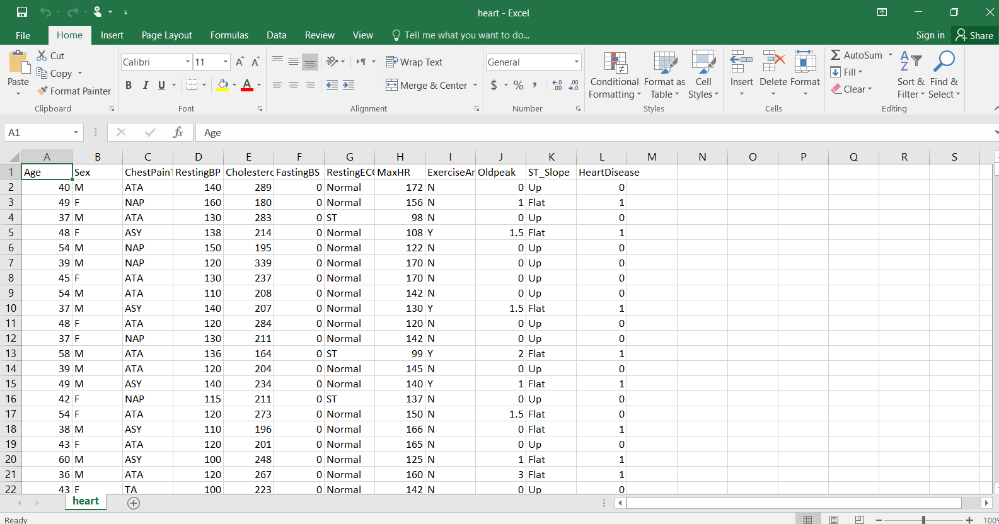 heart - Excel
File Home Insert Page Layout Formulas Data Review View Tell me what you want to do... Sign in Share
Paste Cut Copy Format Painter
Clipboard
Calibri 11 A A
B I U A
Font
Wrap Text
Merge & Center
Alignment
General
$ % , .0 .00 .00 .0
Number
Conditional Formatting Format as Table Cell Styles
Styles
Insert Delete Format
Cells
AutoSum Fill Clear
A Z Sort & Filter Find & Select
Editing
A1 fx Age
A B C D E F G H I J K L M N O P Q R S
1 Age Sex ChestPainT RestingBP Cholesterc FastingBS RestingEC MaxHR ExerciseAr Oldpeak ST_Slope HeartDisease
2 40 M ATA 140 289 0 Normal 172 N 0 Up 0
3 49 F NAP 160 180 0 Normal 156 N 1 Flat 1
4 37 M ATA 130 283 0 ST 98 N 0 Up 0
5 48 F ASY 138 214 0 Normal 108 Y 1.5 Flat 1
6 54 M NAP 150 195 0 Normal 122 N 0 Up 0
7 39 M NAP 120 339 0 Normal 170 N 0 Up 0
8 45 F ATA 130 237 0 Normal 170 N 0 Up 0
9 54 M ATA 110 208 0 Normal 142 N 0 Up 0
10 37 M ASY 140 207 0 Normal 130 Y 1.5 Flat 1
11 48 F ATA 120 284 0 Normal 120 N 0 Up 0
12 37 F NAP 130 211 0 Normal 142 N 0 Up 0
13 58 M ATA 136 164 0 ST 99 Y 2 Flat 1
14 39 M ATA 120 204 0 Normal 145 N 0 Up 0
15 49 M ASY 140 234 0 Normal 140 Y 1 Flat 1
16 42 F NAP 115 211 0 ST 137 N 0 Up 0
17 54 F ATA 120 273 0 Normal 150 N 1.5 Flat 0
18 38 M ASY 110 196 0 Normal 166 N 0 Flat 1
19 43 F ATA 120 201 0 Normal 165 N 0 Up 0
20 60 M ASY 100 248 0 Normal 125 N 1 Flat 1
21 36 M ATA 120 267 0 Normal 160 N 3 Flat 1
22 43 F TA 100 223 0 Normal 142 N 0 Up 0
heart
Ready 100%